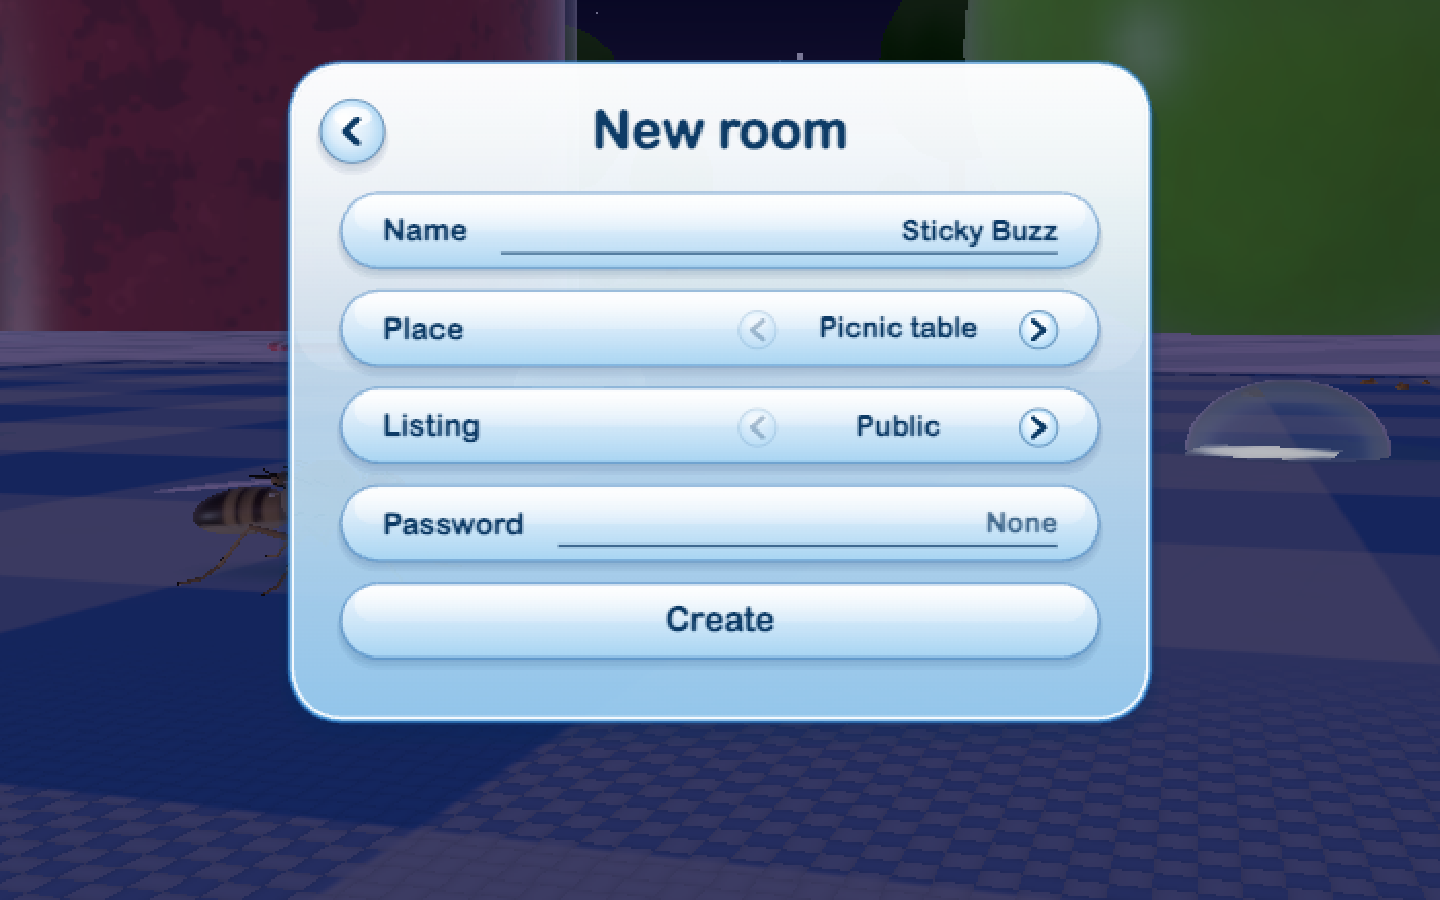 New room
Name Sticky Buzz
Place Picnic table
Listing Public
Password None
Create